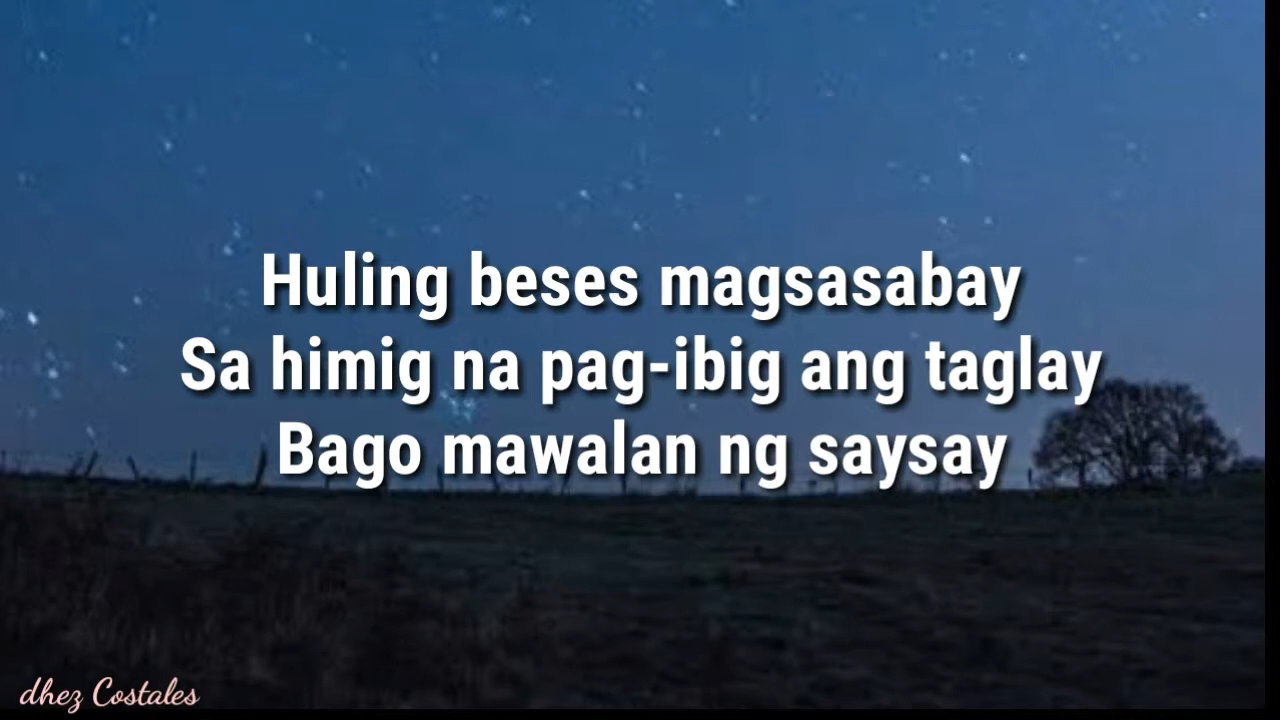 Huling beses magsasabay
Sa himig na pag-ibig ang taglay
Bago mawalan ng saysay
dhez Costales